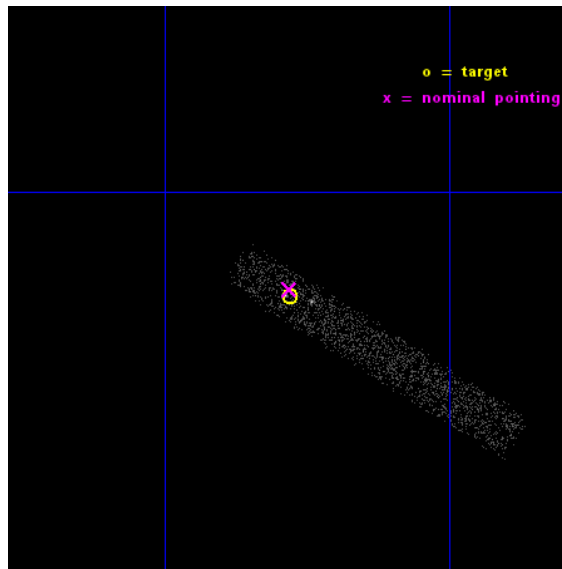 o = target
x = nominal pointing